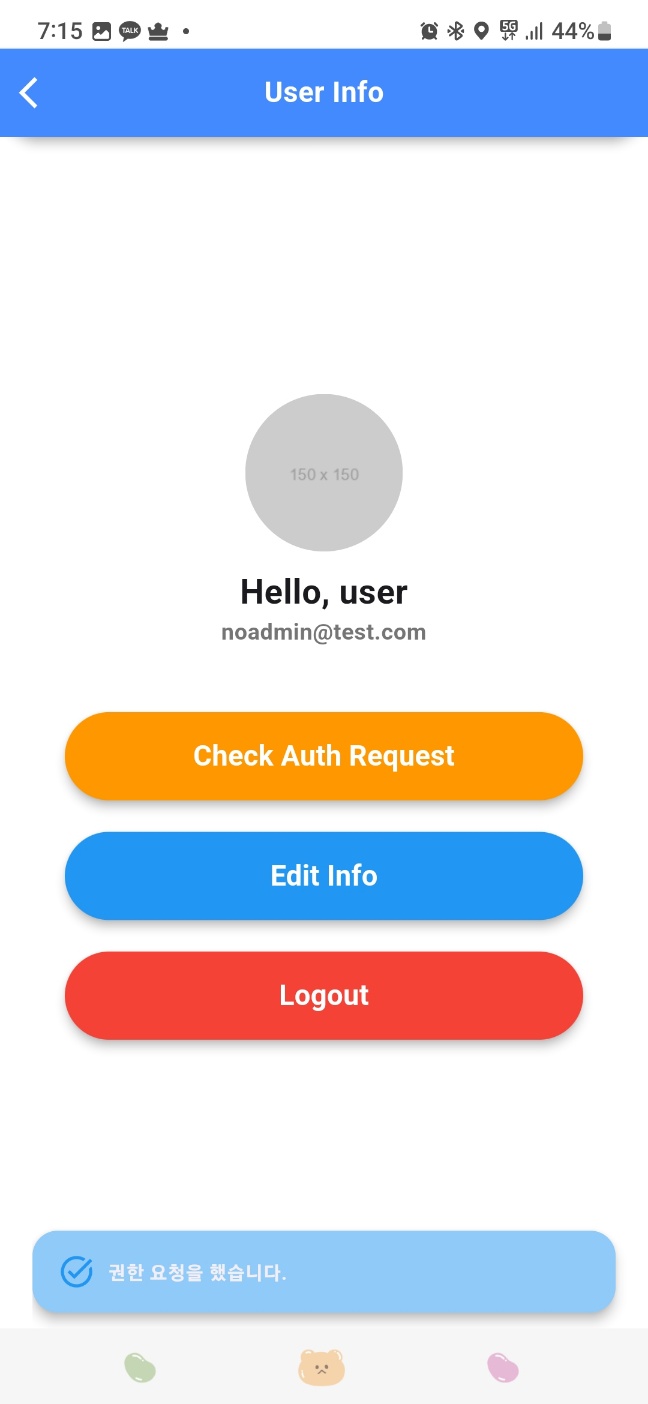 7:15 TALK 5G 44%
User Info
150 x 150
Hello, user
noadmin@test.com
Check Auth Request
Edit Info
Logout
권한 요청을 했습니다.